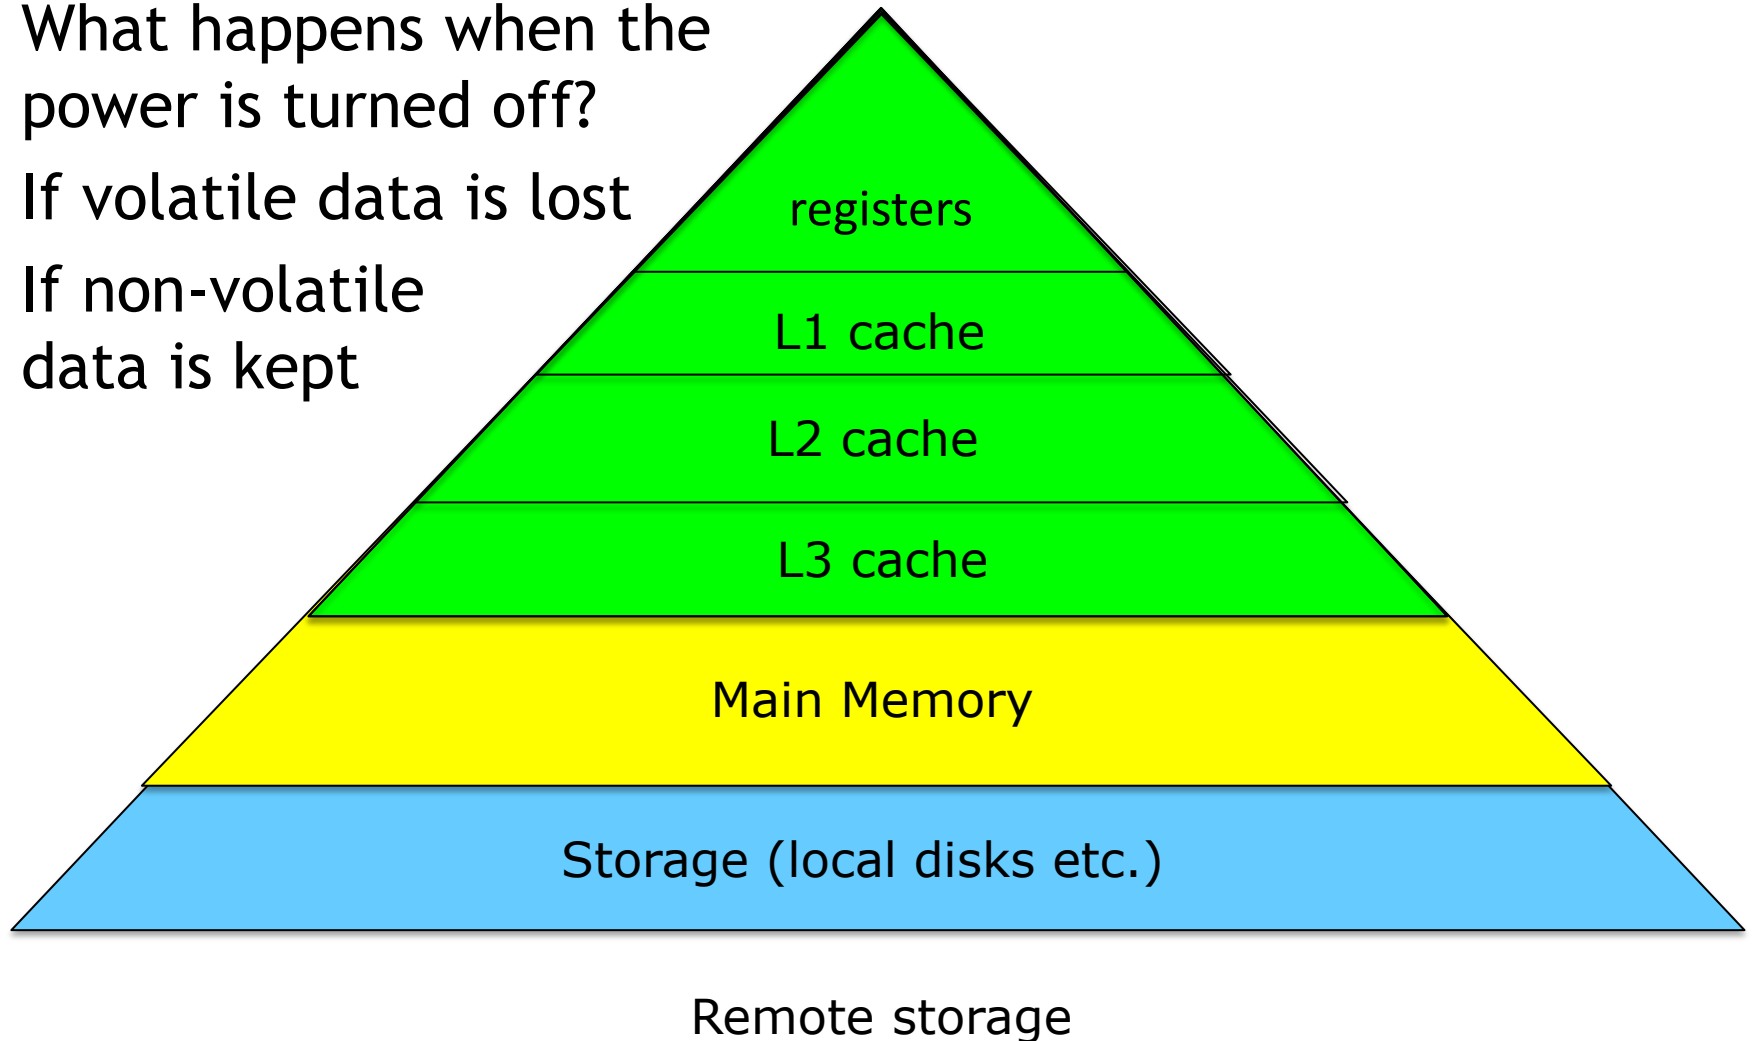 What happens when the
power is turned off?
If volatile data is lost
If non-volatile
data is kept
registers
L1 cache
L2 cache
L3 cache
Main Memory
Storage (local disks etc.)
Remote storage